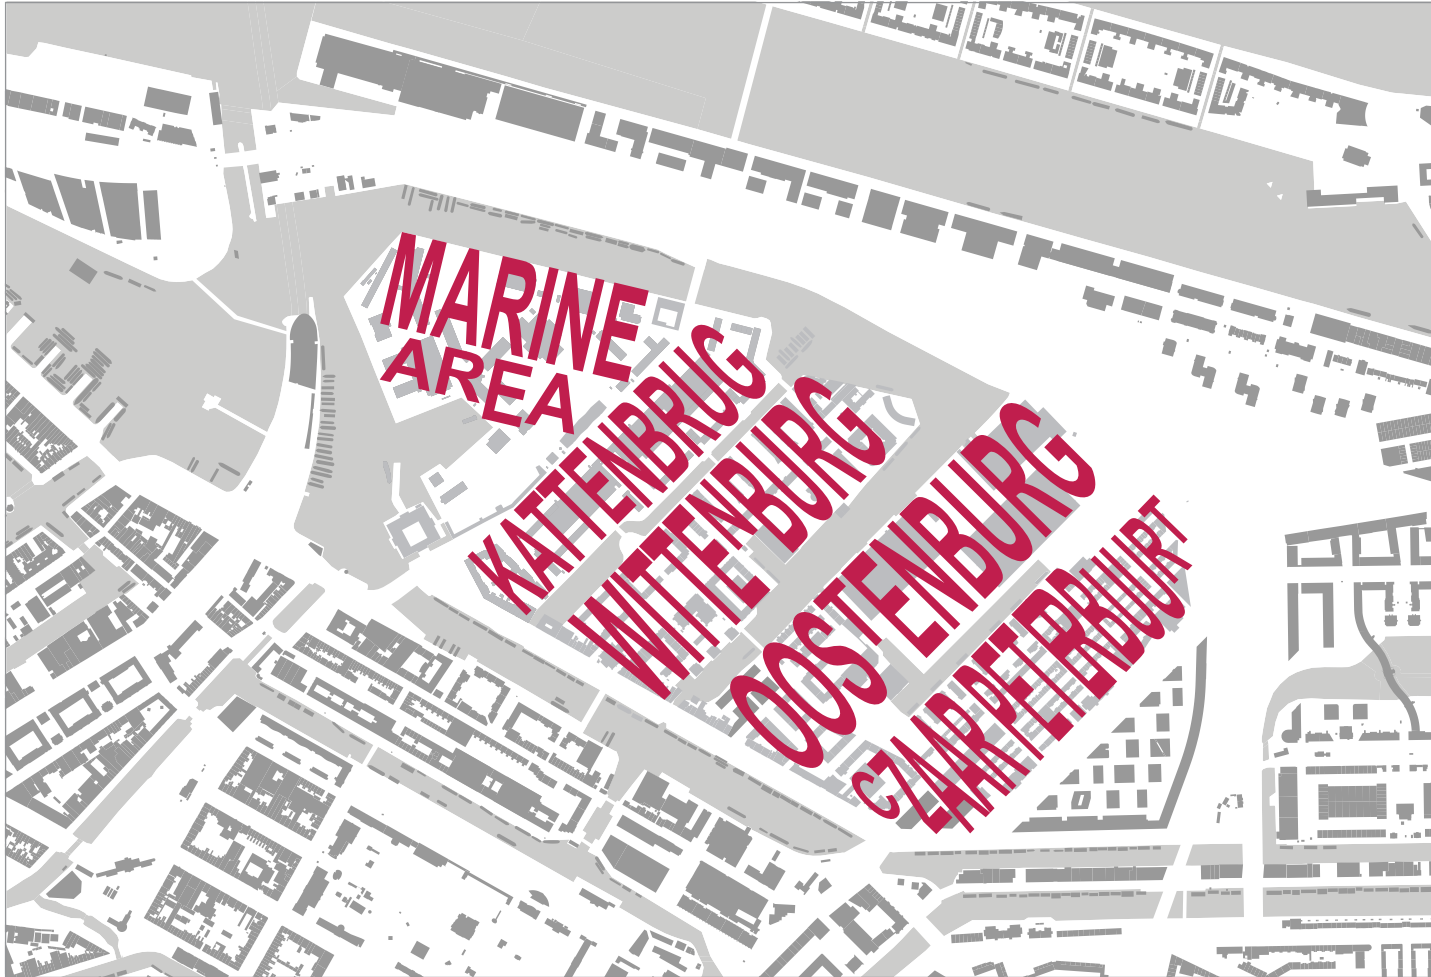 MARINE
AREA
KATTENBRUG
WITTENBURG
OOSTENBURG
CZAAR PETERBUURT